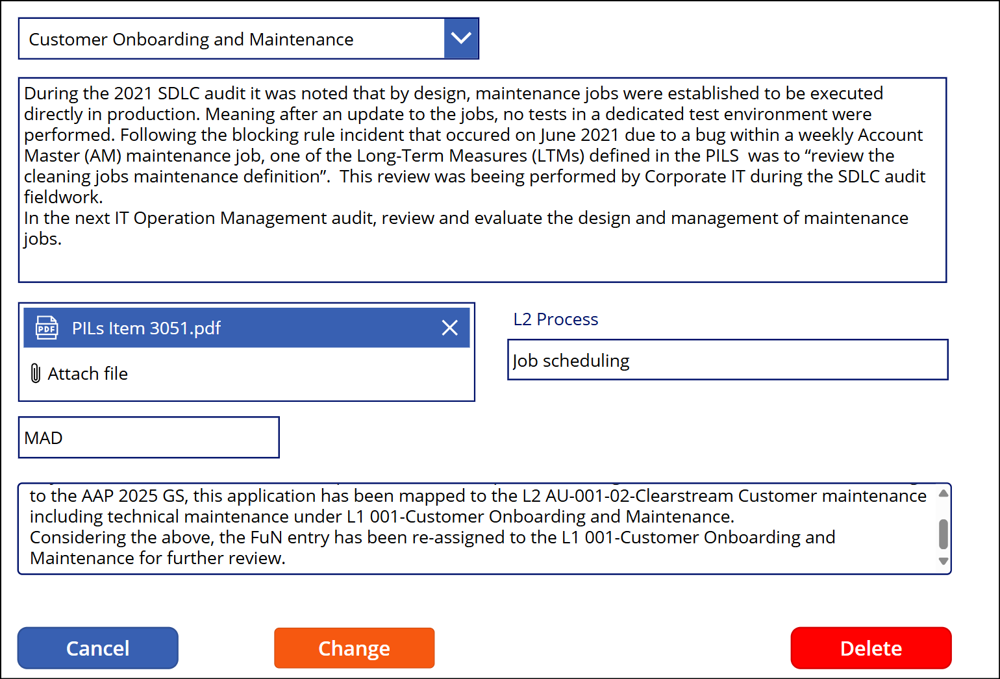 Customer Onboarding and Maintenance
During the 2021 SDLC audit it was noted that by design, maintenance jobs were established to be executed
directly in production. Meaning after an update to the jobs, no tests in a dedicated test environment were
performed. Following the blocking rule incident that occured on June 2021 due to a bug within a weekly Account
Master (AM) maintenance job, one of the Long-Term Measures (LTMs) defined in the PILS  was to “review the
cleaning jobs maintenance definition”.  This review was beeing performed by Corporate IT during the SDLC audit
fieldwork.
In the next IT Operation Management audit, review and evaluate the design and management of maintenance
jobs.
PDF PILs Item 3051.pdf
Attach file
L2 Process
Job scheduling
MAD
to the AAP 2025 GS, this application has been mapped to the L2 AU-001-02-Clearstream Customer maintenance
including technical maintenance under L1 001-Customer Onboarding and Maintenance.
Considering the above, the FuN entry has been re-assigned to the L1 001-Customer Onboarding and
Maintenance for further review.
Cancel
Change
Delete